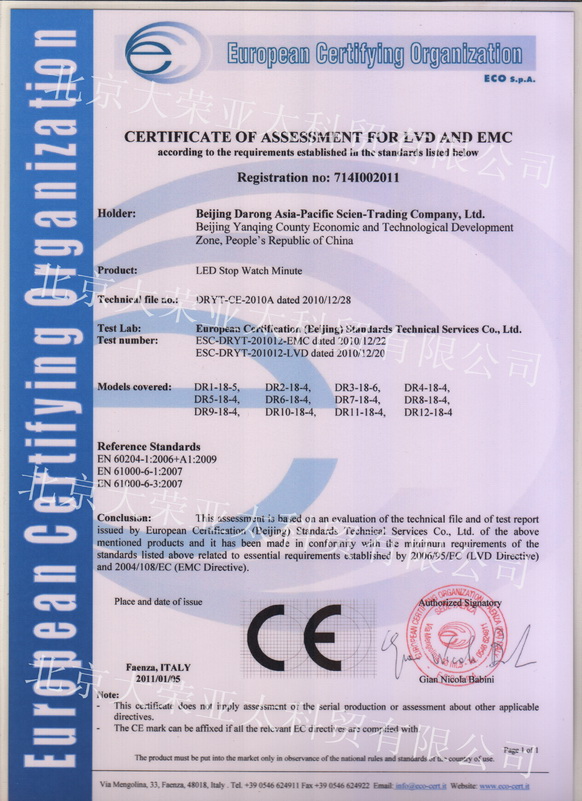 European Certifying Organization
European Certifying Organization
ECO S.p.A.
CERTIFICATE OF ASSESSMENT FOR LVD AND EMC
according to the requirements established in the standards listed below
Registration no: 714I002011
Holder: Beijing Darong Asia-Pacific Scien-Trading Company, Ltd.
Beijing Yanqing County Economic and Technological Development
Zone, People's Republic of China
Product: LED Stop Watch Minute
Technical file no.: DRYT-CE-2010A dated 2010/12/28
Test Lab: European Certification (Beijing) Standards Technical Services Co., Ltd.
Test number: ESC-DRYT-201012-EMC dated 2010/12/22
ESC-DRYT-201012-LVD dated 2010/12/20
Models covered: DR1-18-5, DR2-18-4, DR3-18-6, DR4-18-4,
DR5-18-4, DR6-18-4, DR7-18-4, DR8-18-4,
DR9-18-4, DR10-18-4, DR11-18-4, DR12-18-4
Reference Standards
EN 60204-1:2006+A1:2009
EN 61000-6-1:2007
EN 61000-6-3:2007
Conclusion: This assessment is based on an evaluation of the technical file and of test report
issued by European Certification (Beijing) Standards Technical Services Co., Ltd. of the above
mentioned products and it has been made in conformity with the minimum requirements of the
standards listed above related to essential requirements established by 2006/95/EC (LVD Directive)
and 2004/108/EC (EMC Directive).
Place and date of issue
Authorized Signatory
CE
Faenza, ITALY
2011/01/05
Gian Nicola Babini
Note:
- This certificate does not imply assessment of the serial production or assessment about other applicable
directives.
- The CE mark can be affixed if all the relevant EC directives are complied with.
Page 1 of 1
The product must be put into the market only in observance of the national rules and standards of the country of use.
Via Mengolina, 33, Faenza, 48018, Italy . Tel. +39 0546 624911 Fax +39 0546 624922 Email: info@eco-cert.it Website: www.eco-cert.it
北京大荣亚太科贸有限公司
北京大荣亚太科贸有限公司
北京大荣亚太科贸有限公司
北京大荣亚太科贸有限公司